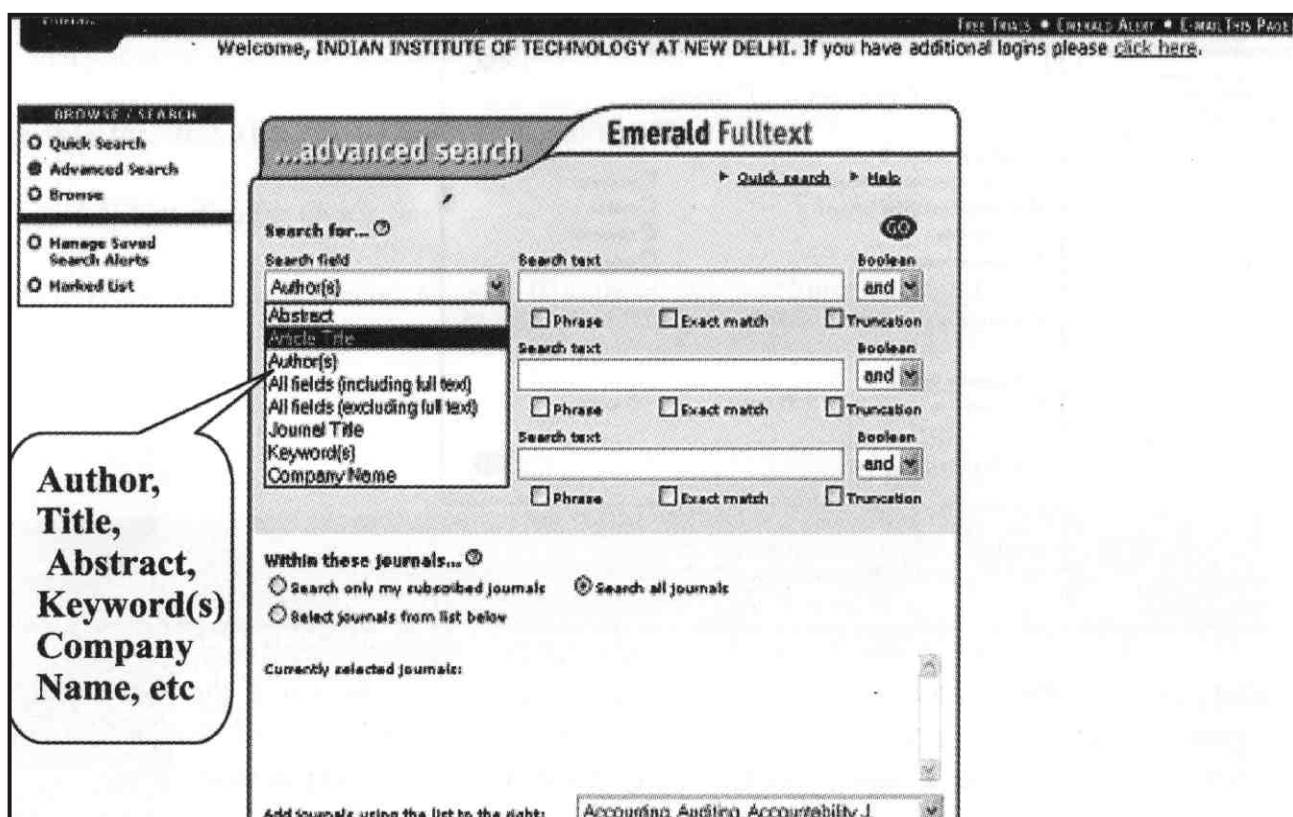 FREE TRIALS • EMERALD ALERT • E-MAIL THIS PAGE
Welcome, INDIAN INSTITUTE OF TECHNOLOGY AT NEW DELHI. If you have additional logins please click here.
BROWSE / SEARCH
Quick Search
Advanced Search
Browse
Manage Saved
Search Alerts
Marked List
...advanced search
Emerald Fulltext
Quick search Help
Search for...
GO
Search field Search text Boolean
Author(s) and
Abstract
Article Title
Author(s)
All fields (including full text)
All fields (excluding full text)
Journal Title
Keyword(s)
Company Name
Phrase Exact match Truncation
Search text Boolean
and
Phrase Exact match Truncation
Search text Boolean
and
Phrase Exact match Truncation
Author,
Title,
Abstract,
Keyword(s)
Company
Name, etc
Within these journals...
Search only my subscribed journals Search all journals
Select journals from list below
Currently selected journals:
Add journals using the list to the right: Accounting, Auditing, Accountability J.